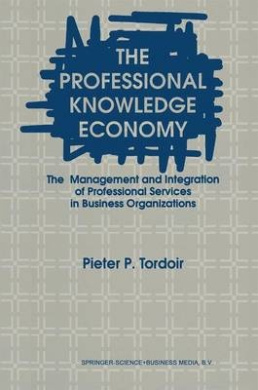 THE
PROFESSIONAL
KNOWLEDGE
ECONOMY
The Management and Integration
of Professional Services
in Business Organizations
Pieter P. Tordoir
SPRINGER-SCIENCE+BUSINESS MEDIA, B.V.